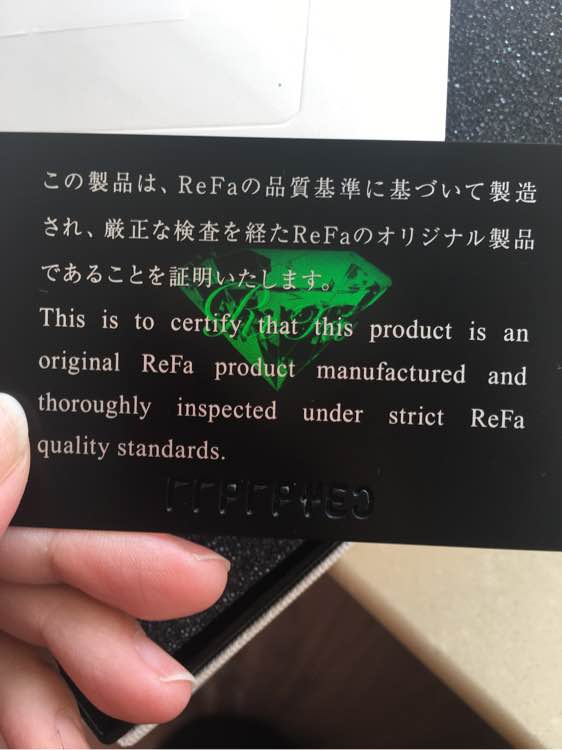 この製品は、ReFaの品質基準に基づいて製造
され、厳正な検査を経たReFaのオリジナル製品
であることを証明いたします。
This is to certify that this product is an
original ReFa product manufactured and
thoroughly inspected under strict ReFa
quality standards.